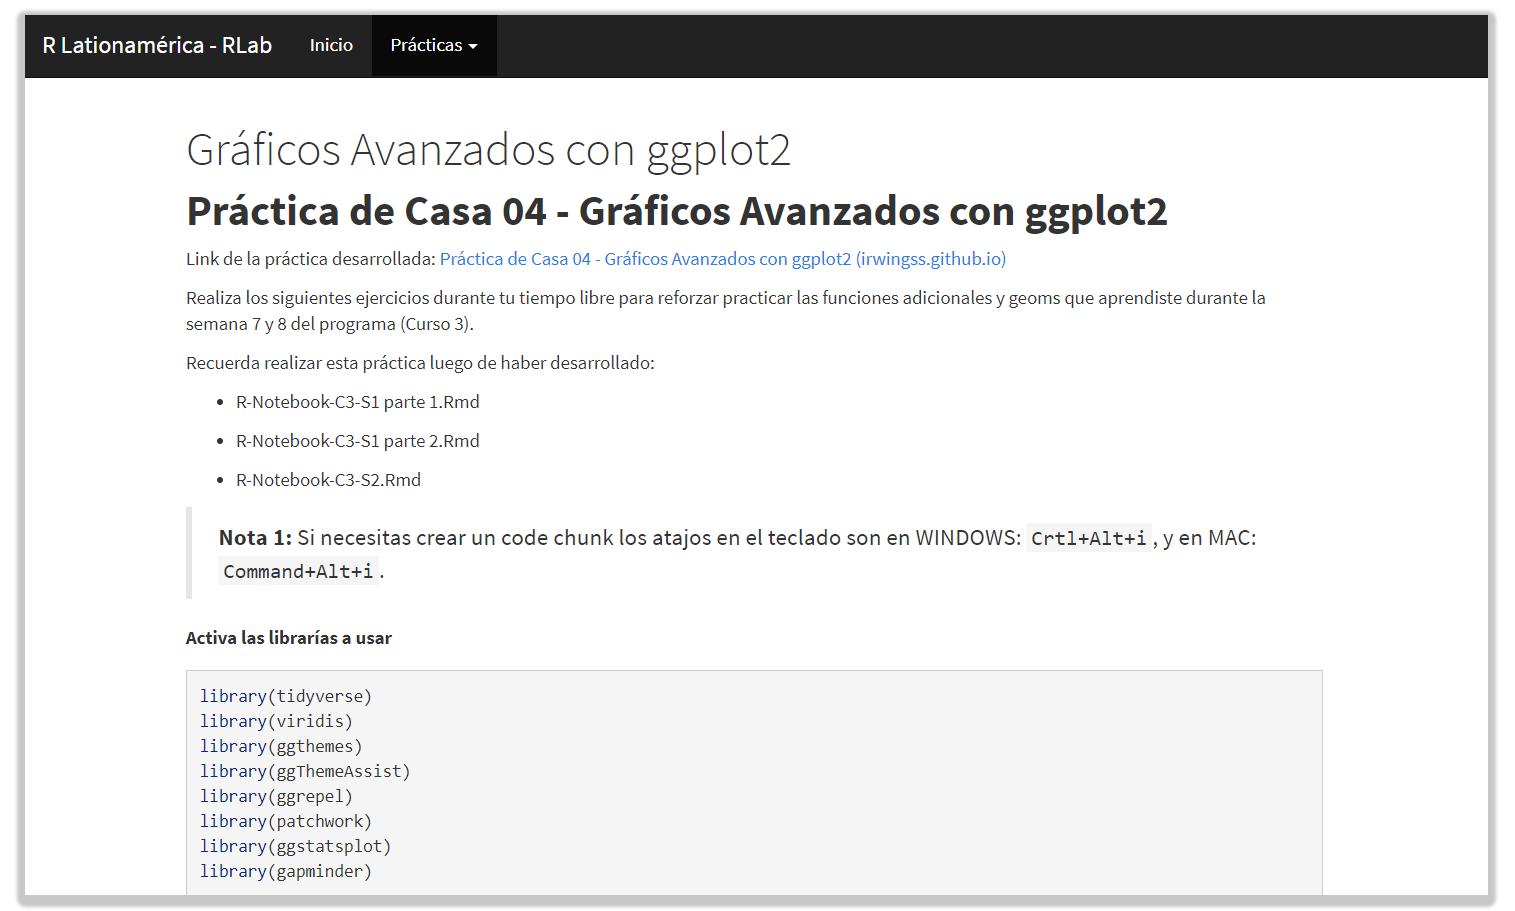 R Lationamérica - RLab Inicio Prácticas
Gráficos Avanzados con ggplot2
Práctica de Casa 04 - Gráficos Avanzados con ggplot2
Link de la práctica desarrollada: Práctica de Casa 04 - Gráficos Avanzados con ggplot2 (irwingss.github.io)
Realiza los siguientes ejercicios durante tu tiempo libre para reforzar practicar las funciones adicionales y geoms que aprendiste durante la
semana 7 y 8 del programa (Curso 3).
Recuerda realizar esta práctica luego de haber desarrollado:
• R-Notebook-C3-S1 parte 1.Rmd
• R-Notebook-C3-S1 parte 2.Rmd
• R-Notebook-C3-S2.Rmd
Nota 1: Si necesitas crear un code chunk los atajos en el teclado son en WINDOWS: Crtl+Alt+i, y en MAC:
Command+Alt+i.
Activa las librarías a usar
library(tidyverse)
library(viridis)
library(ggthemes)
library(ggThemeAssist)
library(ggrepel)
library(patchwork)
library(ggstatsplot)
library(gapminder)